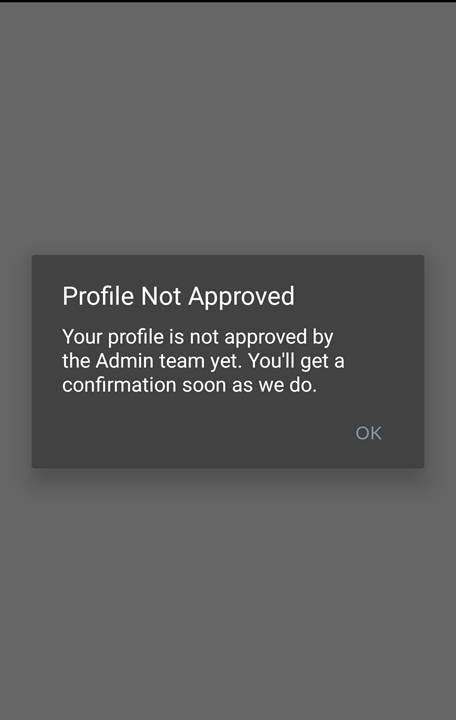 Profile Not Approved
Your profile is not approved by
the Admin team yet. You'll get a
confirmation soon as we do.
OK